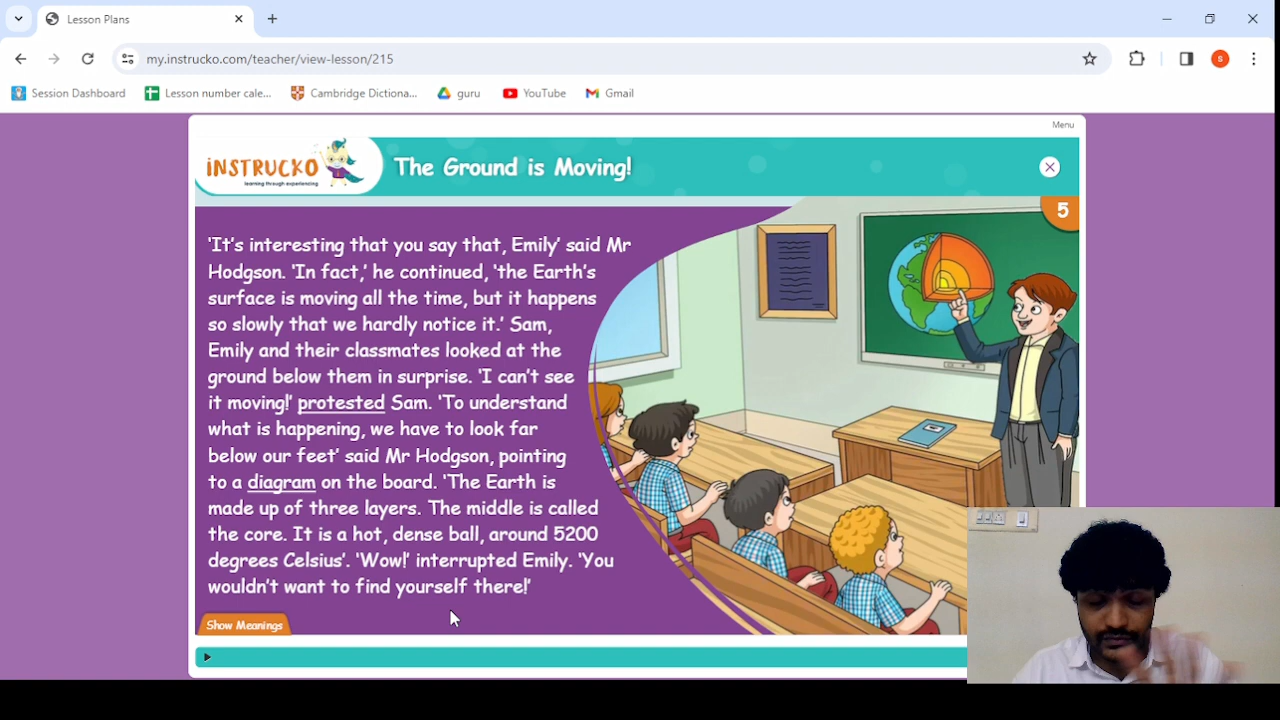 Lesson Plans
my.instrucko.com/teacher/view-lesson/215
S
Session Dashboard
Lesson number cale...
Cambridge Dictiona...
guru
YouTube
Gmail
Menu
INSTRUCKO
learning through experiencing
The Ground is Moving!
5
'It's interesting that you say that, Emily' said Mr
Hodgson. 'In fact,' he continued, 'the Earth's
surface is moving all the time, but it happens
so slowly that we hardly notice it.' Sam,
Emily and their classmates looked at the
ground below them in surprise. 'I can't see
it moving!' protested Sam. 'To understand
what is happening, we have to look far
below our feet' said Mr Hodgson, pointing
to a diagram on the board. 'The Earth is
made up of three layers. The middle is called
the core. It is a hot, dense ball, around 5200
degrees Celsius'. 'Wow!' interrupted Emily. 'You
wouldn't want to find yourself there!'
Show Meanings